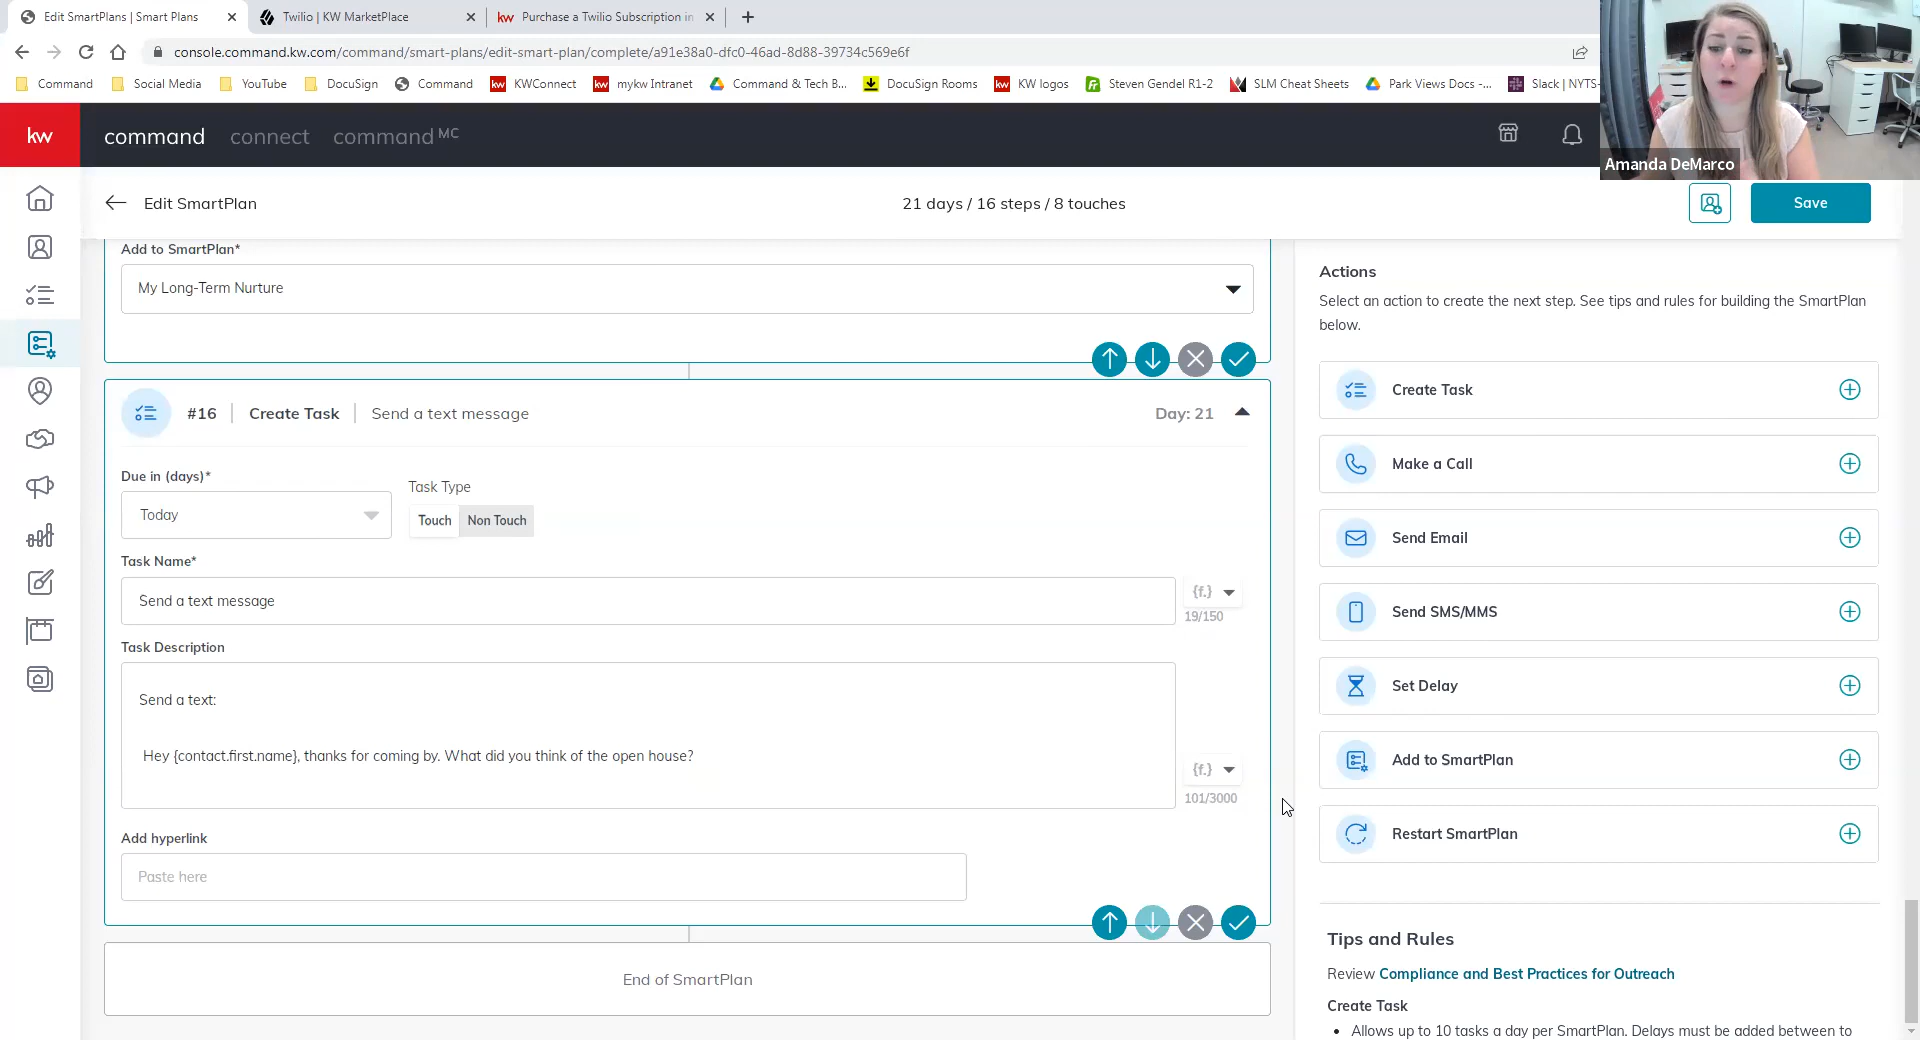 Edit SmartPlans | Smart Plans
Twilio | KW MarketPlace
kw Purchase a Twilio Subscription in
console.command.kw.com/command/smart-plans/edit-smart-plan/complete/a91e38a0-dfc0-46ad-8d88-39734c569e6f
Command Social Media YouTube DocuSign Command kw KWConnect kw mykw Intranet Command & Tech B... DocuSign Rooms kw KW logos Steven Gendel R1-2 SLM Cheat Sheets Park Views Docs -... Slack | NYTS-
Amanda DeMarco
kw command connect command MC
Edit SmartPlan
21 days / 16 steps / 8 touches
Save
Add to SmartPlan*
My Long-Term Nurture
#16 Create Task Send a text message Day: 21
Due in (days)*
Task Type
Today
Touch Non Touch
Task Name*
Send a text message
{f.}
19/150
Task Description
Send a text:
Hey {contact.first.name}, thanks for coming by. What did you think of the open house?
{f.}
101/3000
Add hyperlink
Paste here
End of SmartPlan
Actions
Select an action to create the next step. See tips and rules for building the SmartPlan
below.
Create Task
Make a Call
Send Email
Send SMS/MMS
Set Delay
Add to SmartPlan
Restart SmartPlan
Tips and Rules
Review Compliance and Best Practices for Outreach
Create Task
• Allows up to 10 tasks a day per SmartPlan. Delays must be added between to